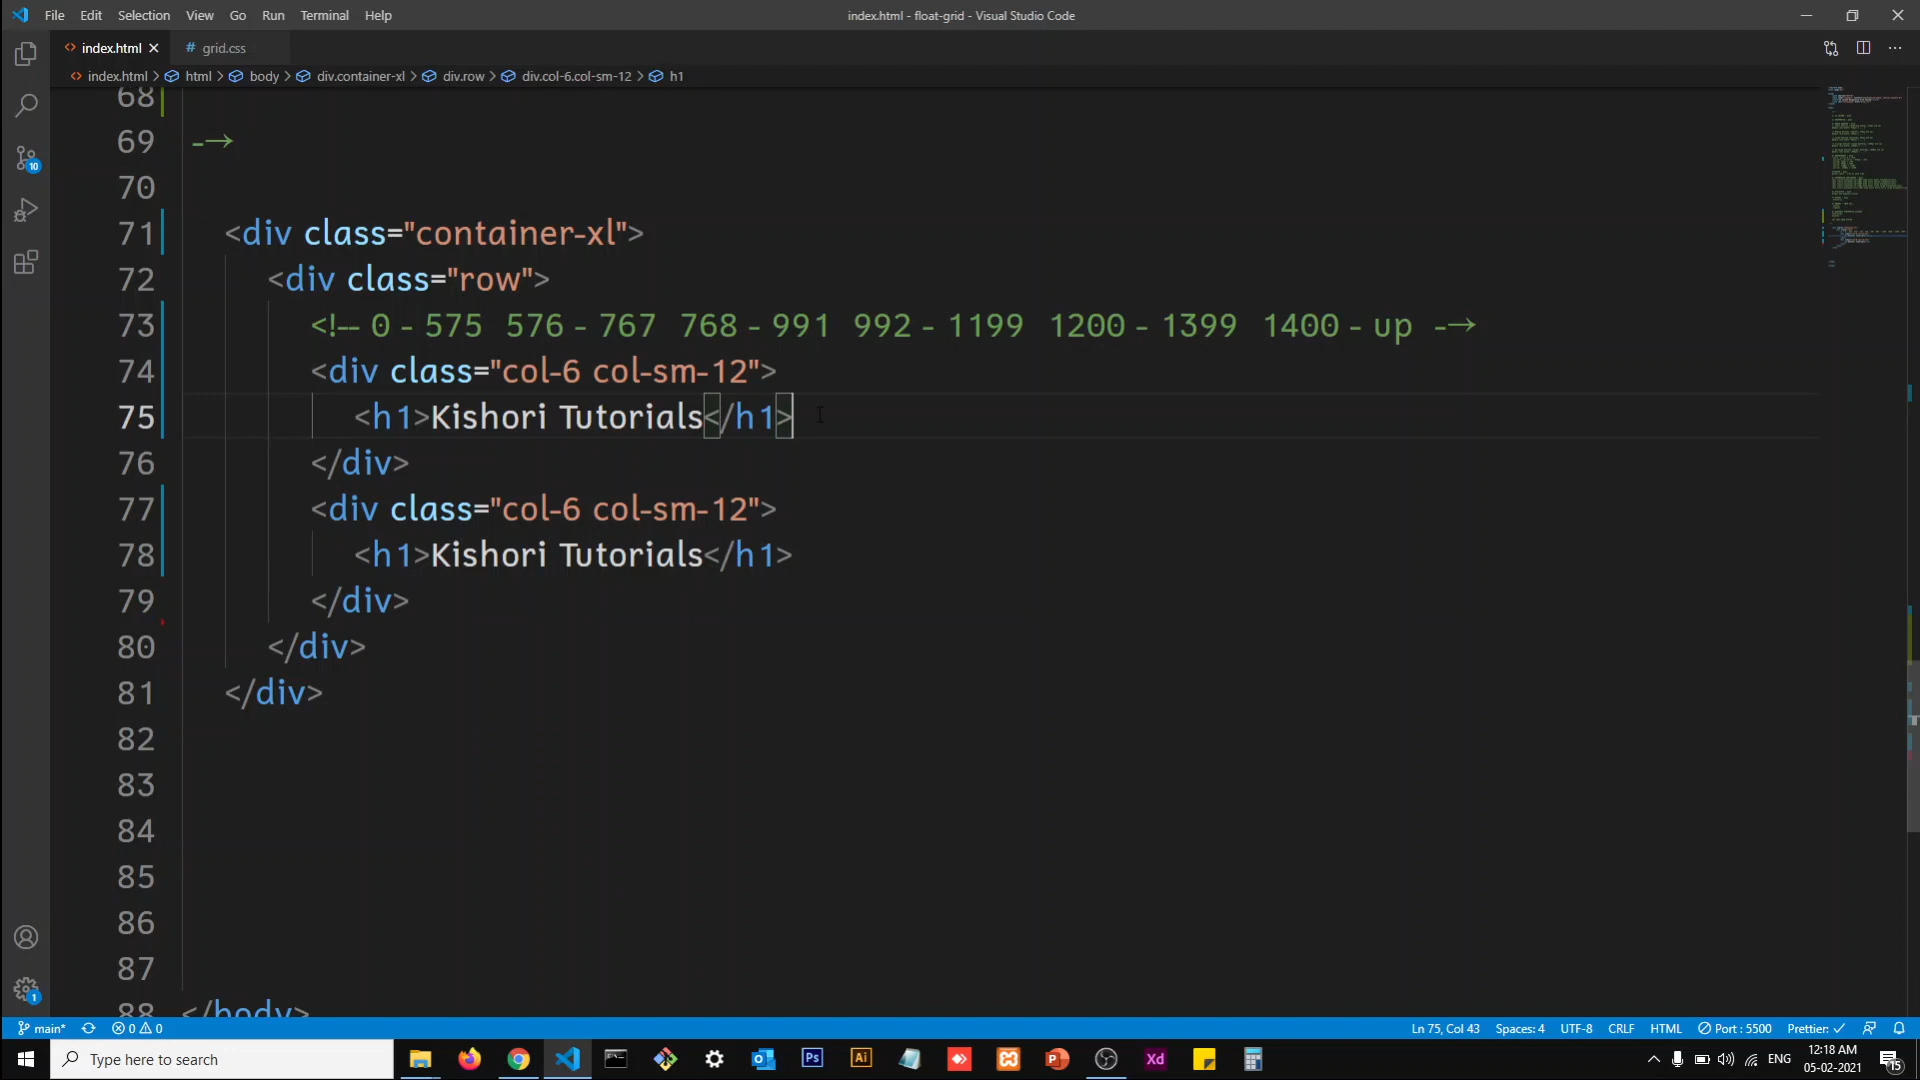 File Edit Selection View Go Run Terminal Help
index.html - float-grid - Visual Studio Code
index.html
# grid.css
index.html > html > body > div.container-xl > div.row > div.col-6.col-sm-12 > h1
68
69 -->
70
71 <div class="container-xl">
72 <div class="row">
73 <!-- 0 - 575 576 - 767 768 - 991 992 - 1199 1200 - 1399 1400 - up -->
74 <div class="col-6 col-sm-12">
75 <h1>Kishori Tutorials</h1>
76 </div>
77 <div class="col-6 col-sm-12">
78 <h1>Kishori Tutorials</h1>
79 </div>
80 </div>
81 </div>
82
83
84
85
86
87
88 </body>
10
1
main* 0 0
Ln 75, Col 43 Spaces: 4 UTF-8 CRLF HTML Port : 5500 Prettier: ✓
Type here to search
Ps Ai Xd
ENG
12:18 AM
05-02-2021
15